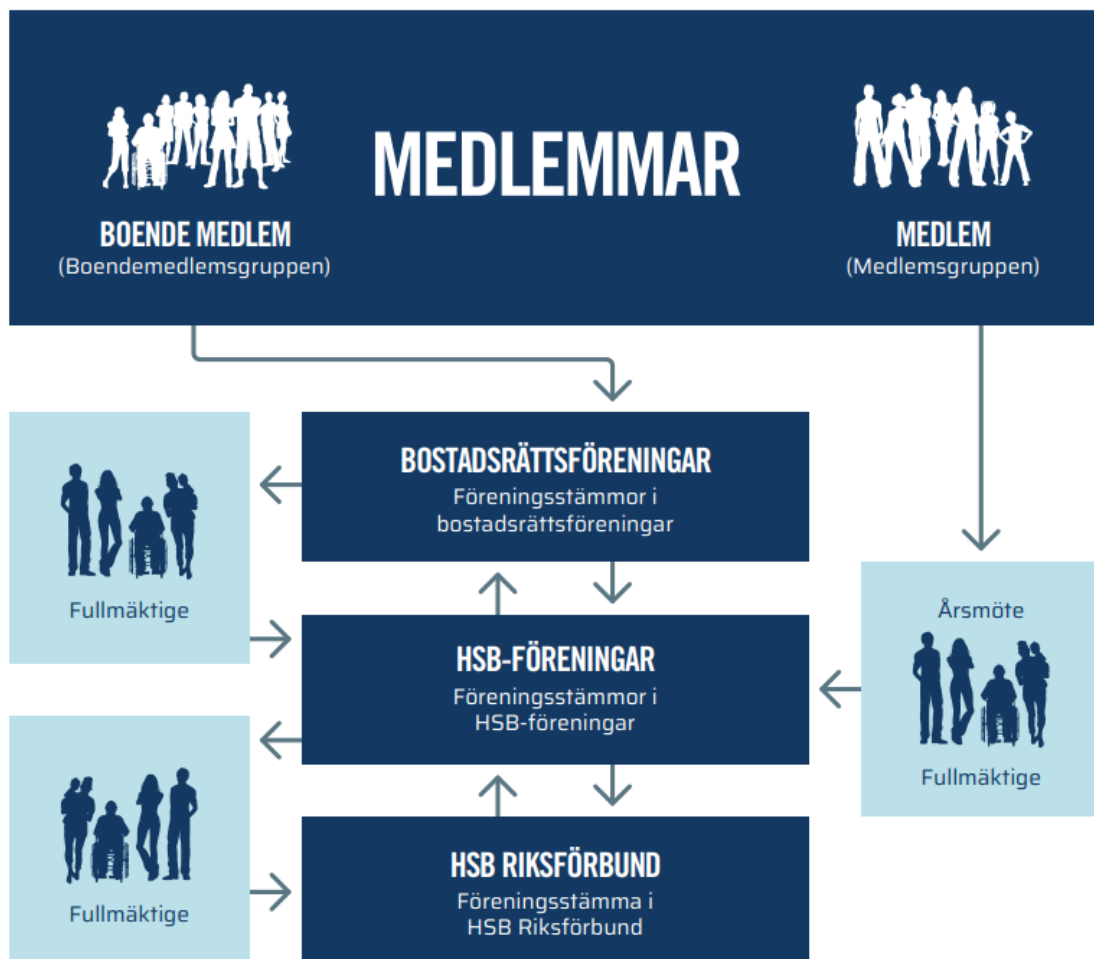 MEDLEMMAR
BOENDE MEDLEM
(Boendemedlemsgruppen)
MEDLEM
(Medlemsgruppen)
BOSTADSRÄTTSFÖRENINGAR
Föreningsstämmor i
bostadsrättsföreningar
Fullmäktige
HSB-FÖRENINGAR
Föreningsstämmor i
HSB-föreningar
Årsmöte
Fullmäktige
HSB RIKSFÖRBUND
Föreningsstämma i
HSB Riksförbund
Fullmäktige